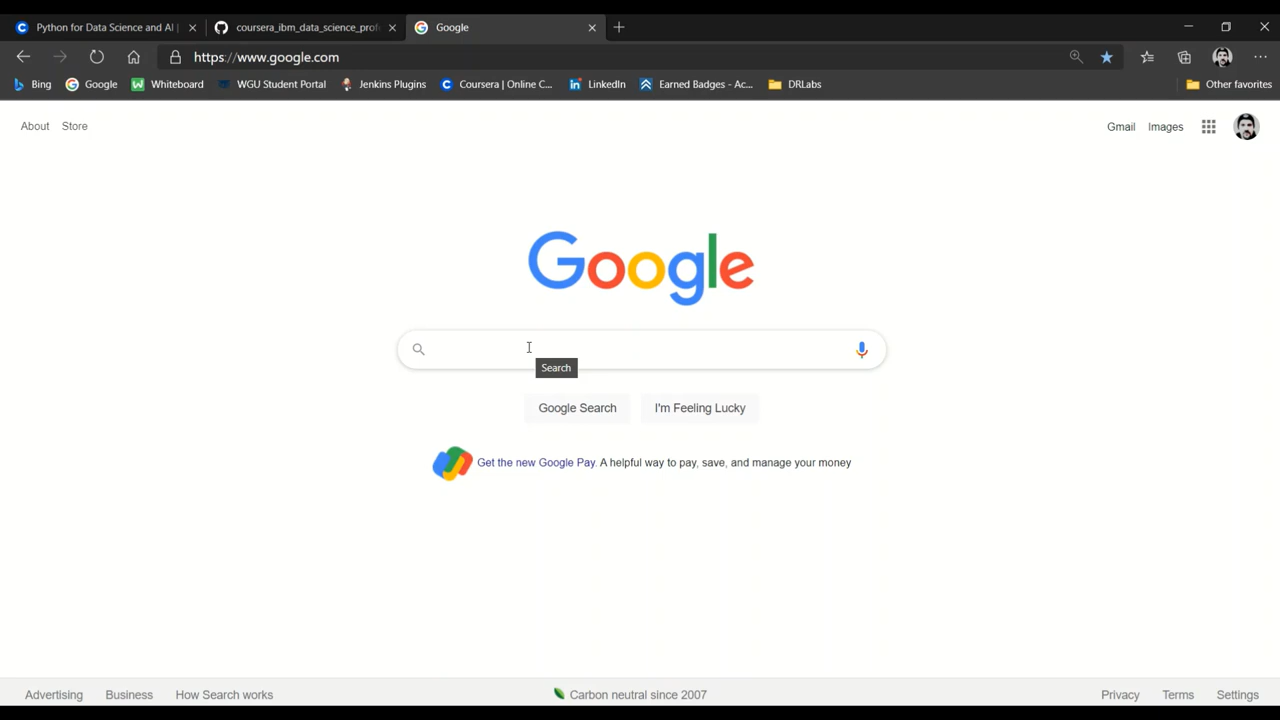 Python for Data Science and AI |
coursera_ibm_data_science_prof
Google
https://www.google.com
Bing Google Whiteboard WGU Student Portal Jenkins Plugins Coursera | Online C... LinkedIn Earned Badges - Ac... DRLabs Other favorites
About Store Gmail Images
Google
Search
Google Search I'm Feeling Lucky
Get the new Google Pay. A helpful way to pay, save, and manage your money
Advertising Business How Search works Carbon neutral since 2007 Privacy Terms Settings